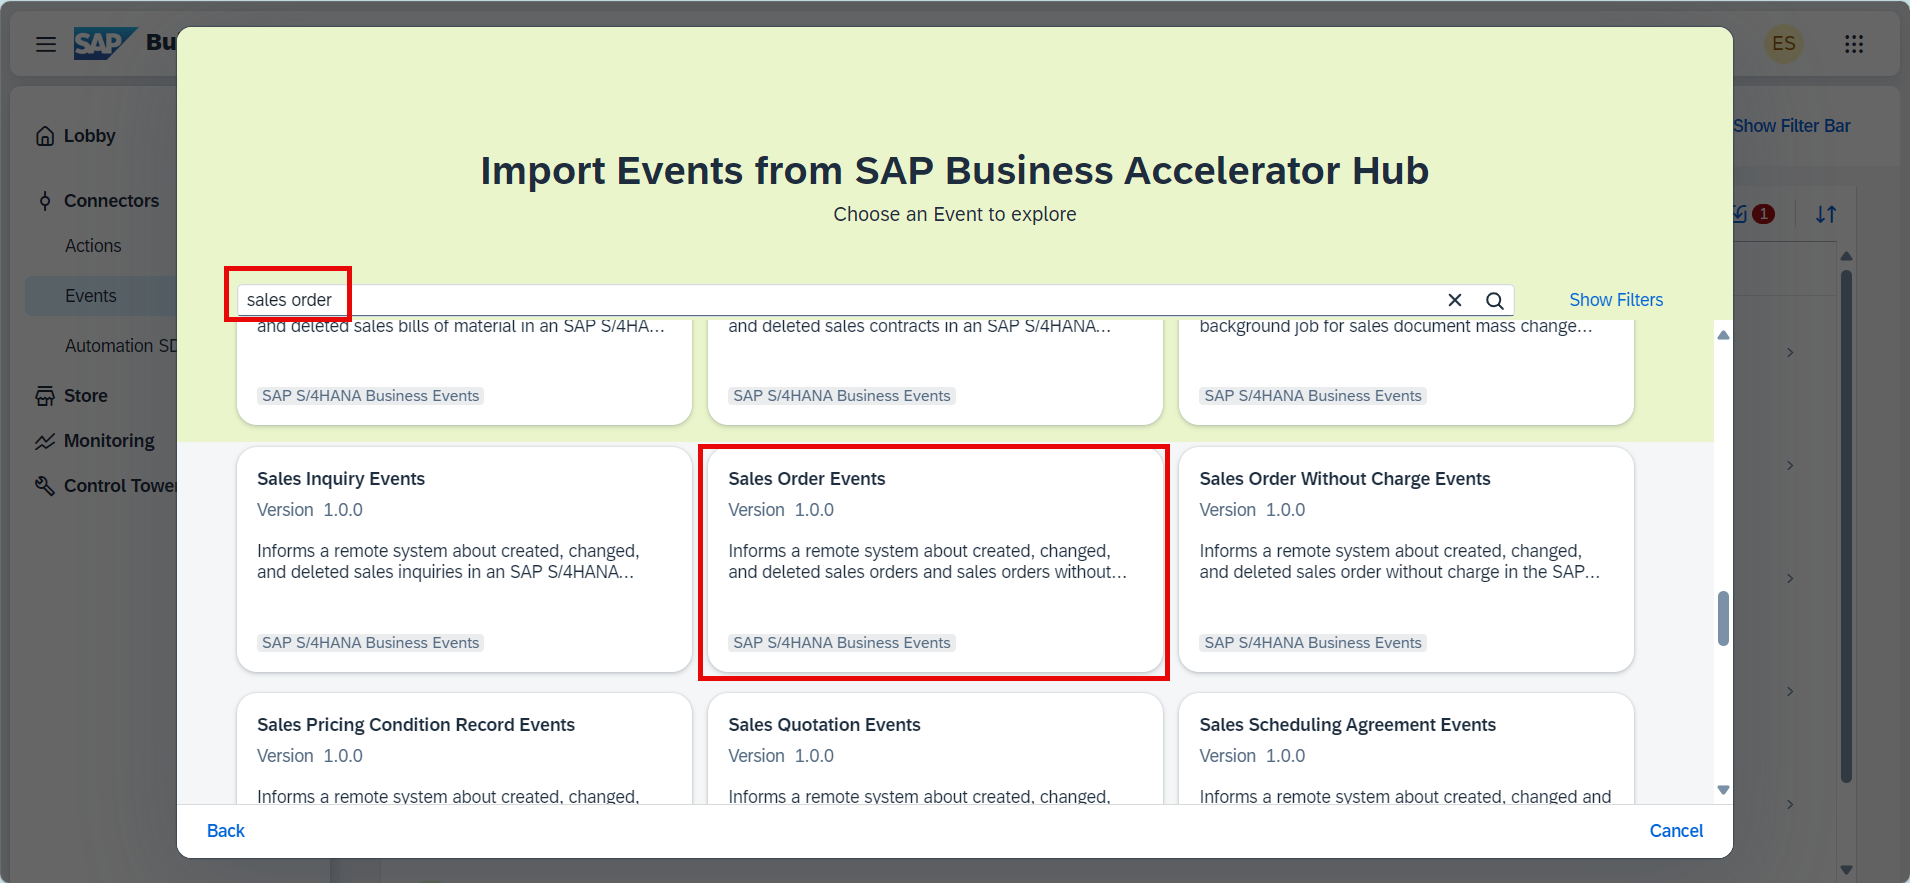 SAP Bu
ES
Lobby
Connectors
Actions
Events
Automation SD
Store
Monitoring
Control Tower
Show Filter Bar
1
Import Events from SAP Business Accelerator Hub
Choose an Event to explore
sales order
Show Filters
and deleted sales bills of material in an SAP S/4HA...
SAP S/4HANA Business Events
and deleted sales contracts in an SAP S/4HANA...
SAP S/4HANA Business Events
background job for sales document mass change...
SAP S/4HANA Business Events
Sales Inquiry Events
Version 1.0.0
Informs a remote system about created, changed,
and deleted sales inquiries in an SAP S/4HANA...
SAP S/4HANA Business Events
Sales Order Events
Version 1.0.0
Informs a remote system about created, changed,
and deleted sales orders and sales orders without...
SAP S/4HANA Business Events
Sales Order Without Charge Events
Version 1.0.0
Informs a remote system about created, changed,
and deleted sales order without charge in the SAP...
SAP S/4HANA Business Events
Sales Pricing Condition Record Events
Version 1.0.0
Informs a remote system about created, changed,
Sales Quotation Events
Version 1.0.0
Informs a remote system about created, changed,
Sales Scheduling Agreement Events
Version 1.0.0
Informs a remote system about created, changed and
Back
Cancel